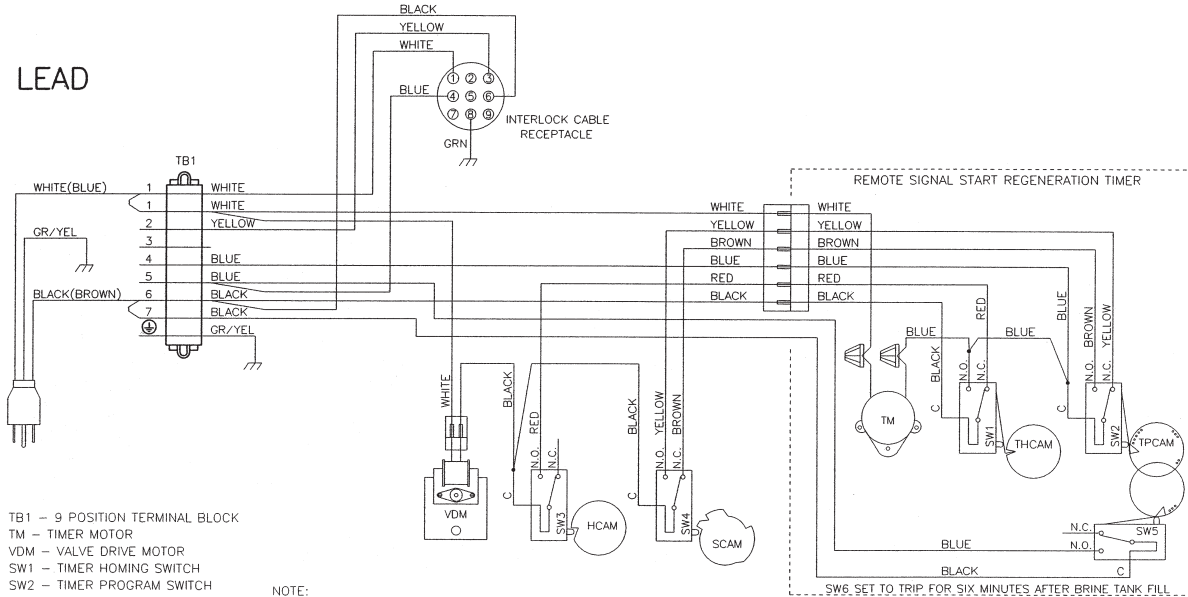 BLACK
YELLOW
WHITE
LEAD
1 2 3
BLUE
4 5 6
7 8 9
INTERLOCK CABLE
RECEPTACLE
GRN
TB1
REMOTE SIGNAL START REGENERATION TIMER
WHITE(BLUE)
1
WHITE
1
WHITE
WHITE
WHITE
2
YELLOW
YELLOW
YELLOW
GR/YEL
3
BROWN
BROWN
4
BLUE
BLUE
BLUE
5
BLUE
RED
RED
BLACK(BROWN)
6
BLACK
BLACK
BLACK
7
BLACK
GR/YEL
RED
BLUE
BROWN
YELLOW
BLUE
BLUE
BLACK
N.O.
N.C.
N.C.
C
C
TM
SW1
THCAM
SW2
TPCAM
WHITE
BLACK
RED
BLACK
YELLOW
BROWN
N.O.
N.C.
N.O.
N.C.
C
C
VDM
SW3
HCAM
SW4
SCAM
N.C.
SW5
N.O.
BLUE
BLACK
C
SW6 SET TO TRIP FOR SIX MINUTES AFTER BRINE TANK FILL
TB1 – 9 POSITION TERMINAL BLOCK
TM – TIMER MOTOR
VDM – VALVE DRIVE MOTOR
SW1 – TIMER HOMING SWITCH
SW2 – TIMER PROGRAM SWITCH
NOTE: